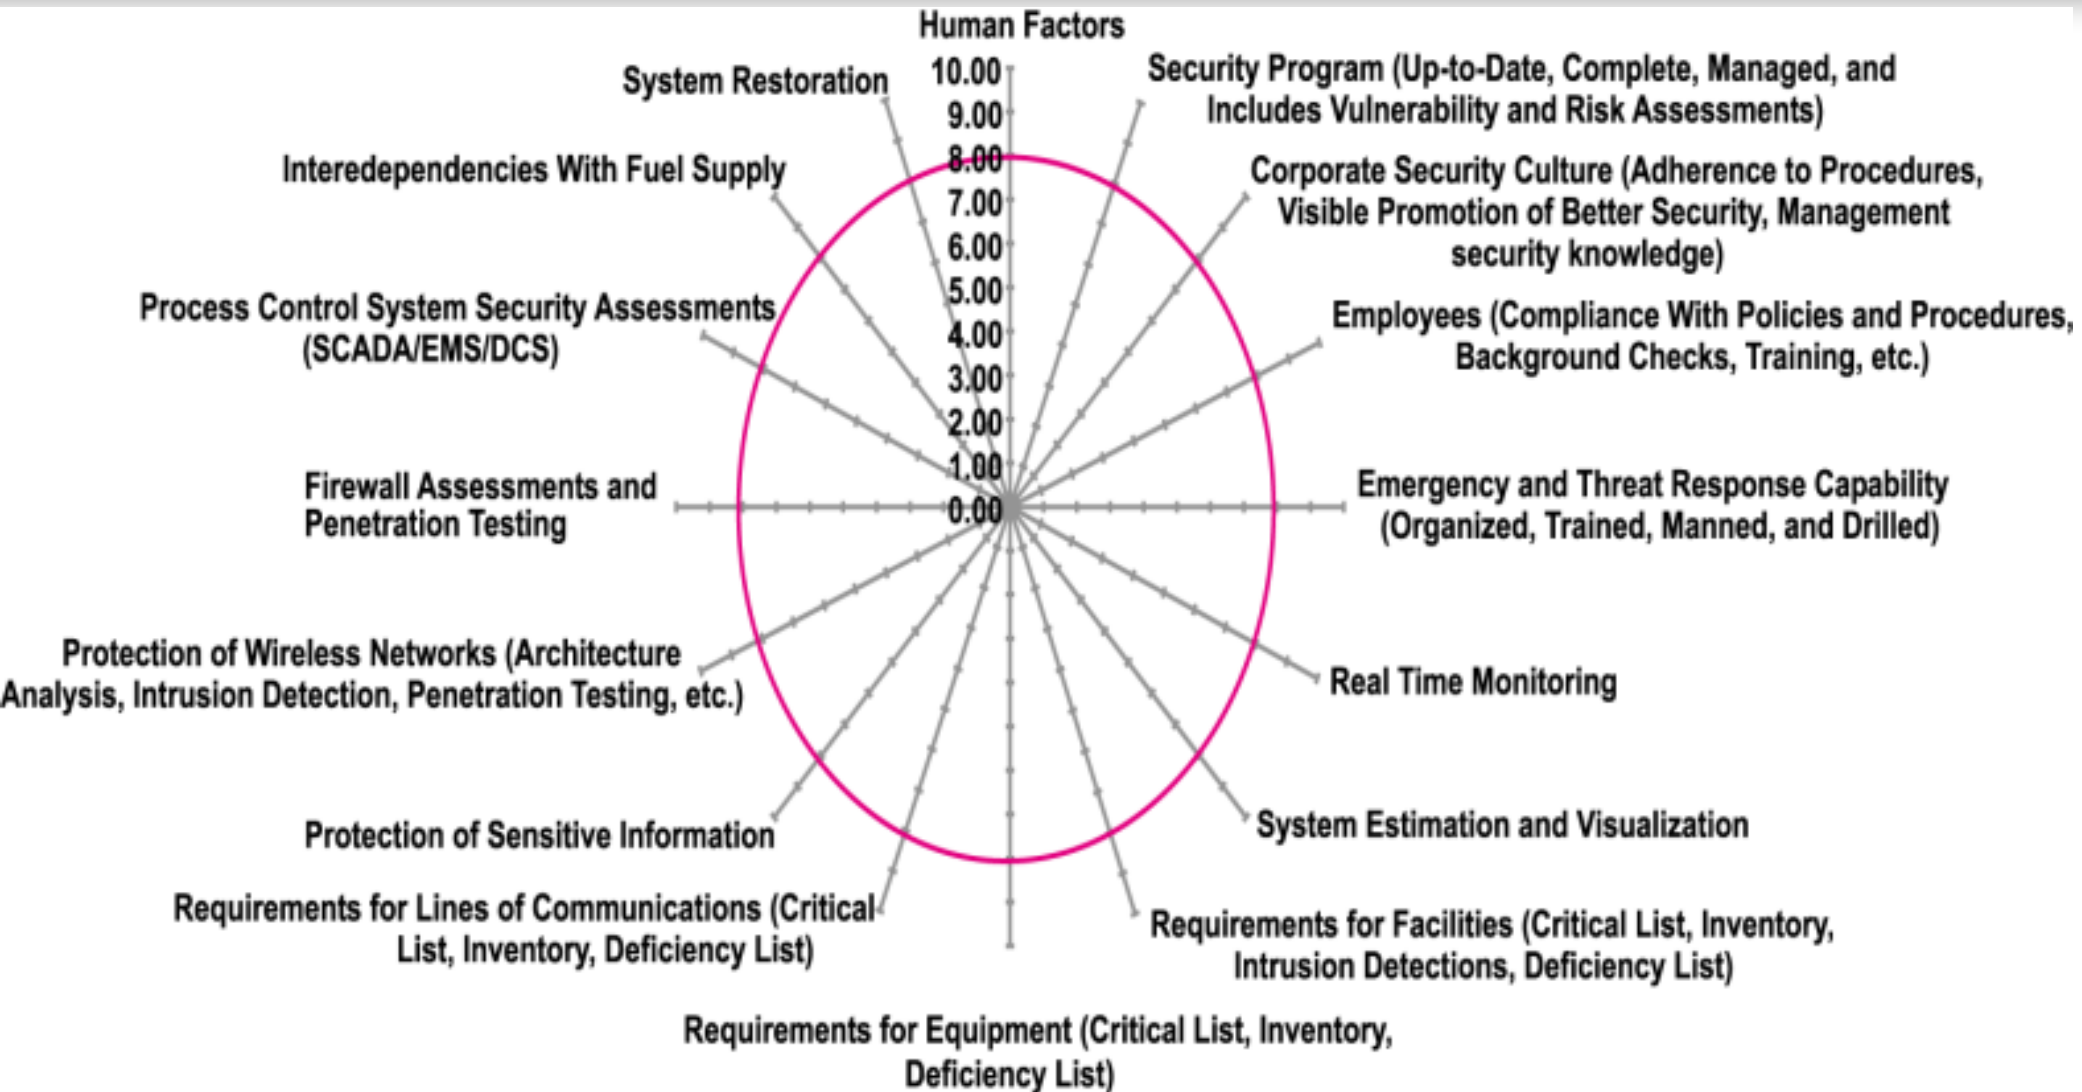 Human Factors
10.00
9.00
8.00
7.00
6.00
5.00
4.00
3.00
2.00
1.00
0.00
Security Program (Up-to-Date, Complete, Managed, and
Includes Vulnerability and Risk Assessments)
Corporate Security Culture (Adherence to Procedures,
Visible Promotion of Better Security, Management
security knowledge)
Employees (Compliance With Policies and Procedures,
Background Checks, Training, etc.)
Emergency and Threat Response Capability
(Organized, Trained, Manned, and Drilled)
Real Time Monitoring
System Estimation and Visualization
Requirements for Facilities (Critical List, Inventory,
Intrusion Detections, Deficiency List)
Requirements for Equipment (Critical List, Inventory,
Deficiency List)
Requirements for Lines of Communications (Critical
List, Inventory, Deficiency List)
Protection of Sensitive Information
Protection of Wireless Networks (Architecture
Analysis, Intrusion Detection, Penetration Testing, etc.)
Firewall Assessments and
Penetration Testing
Process Control System Security Assessments
(SCADA/EMS/DCS)
Interedependencies With Fuel Supply
System Restoration